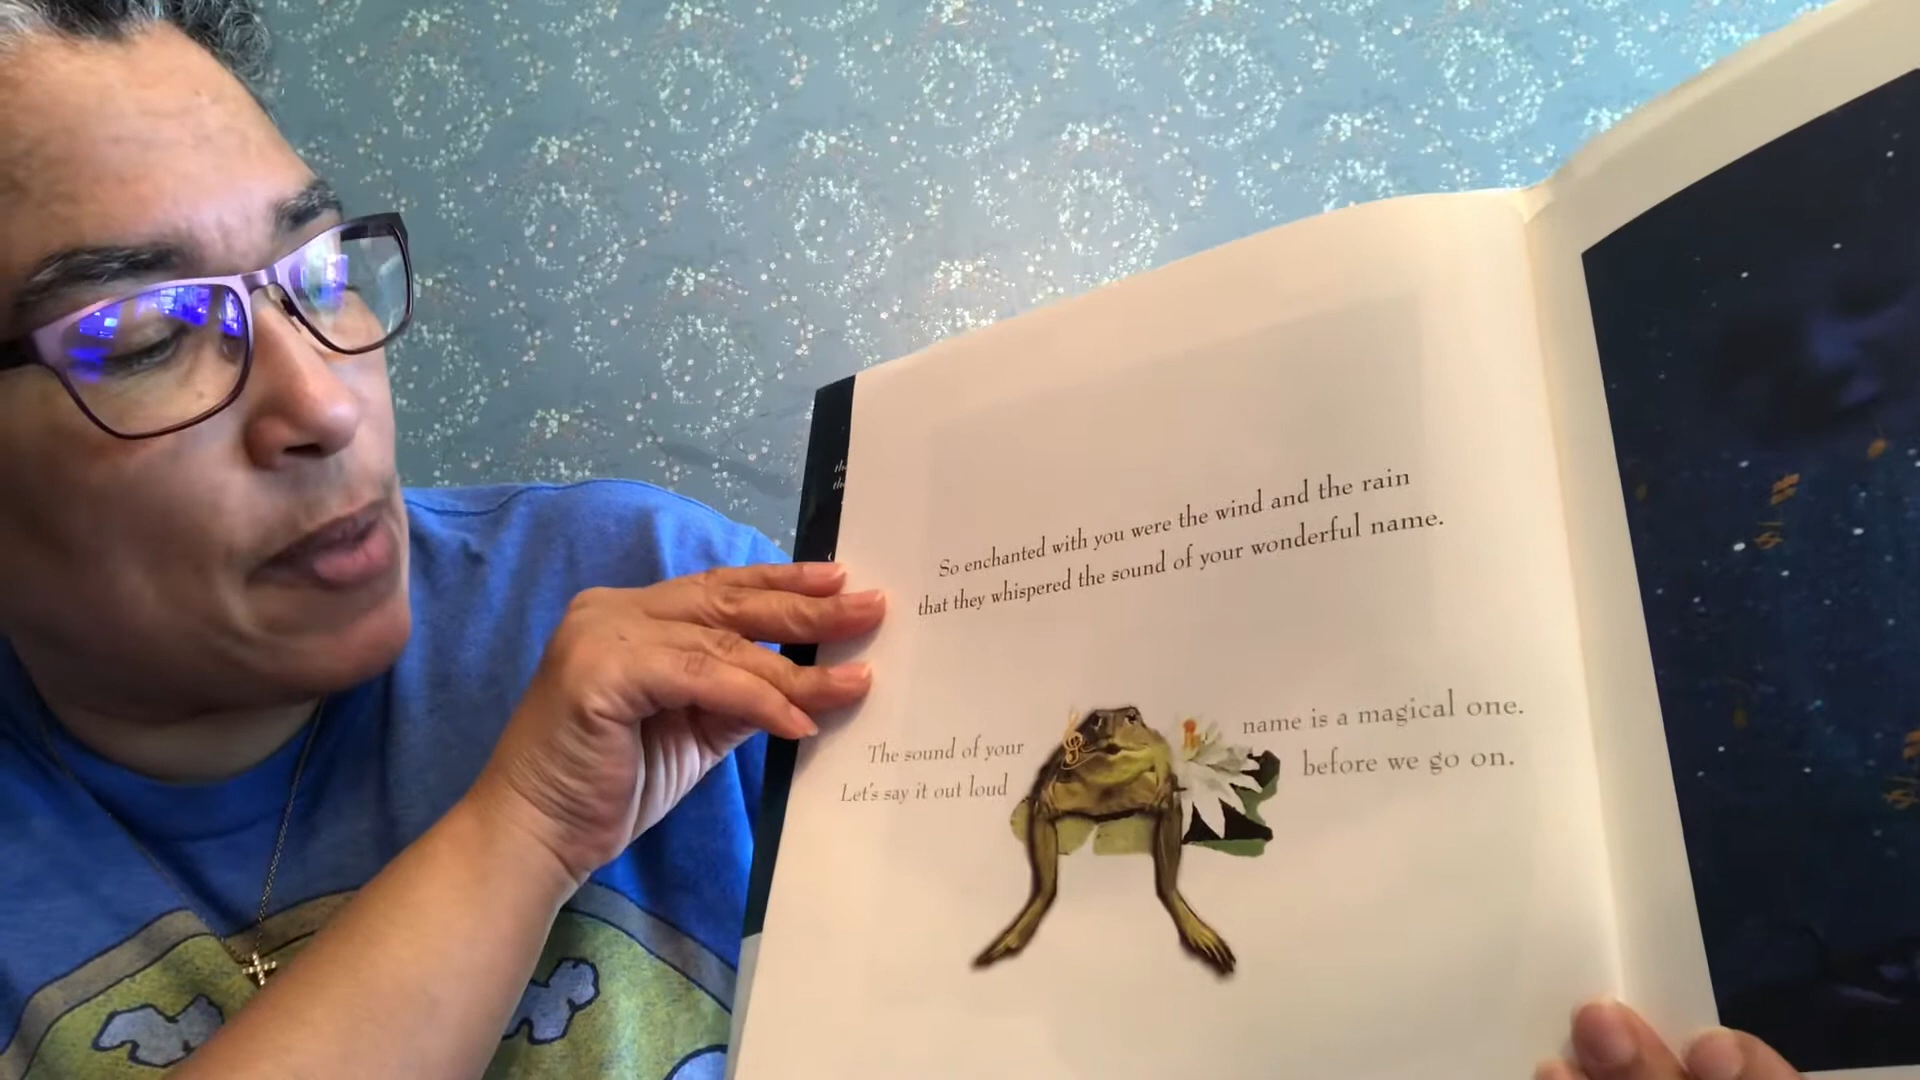 So enchanted with you were the wind and the rain
that they whispered the sound of your wonderful name.
The sound of your name is a magical one.
Let's say it out loud before we go on.